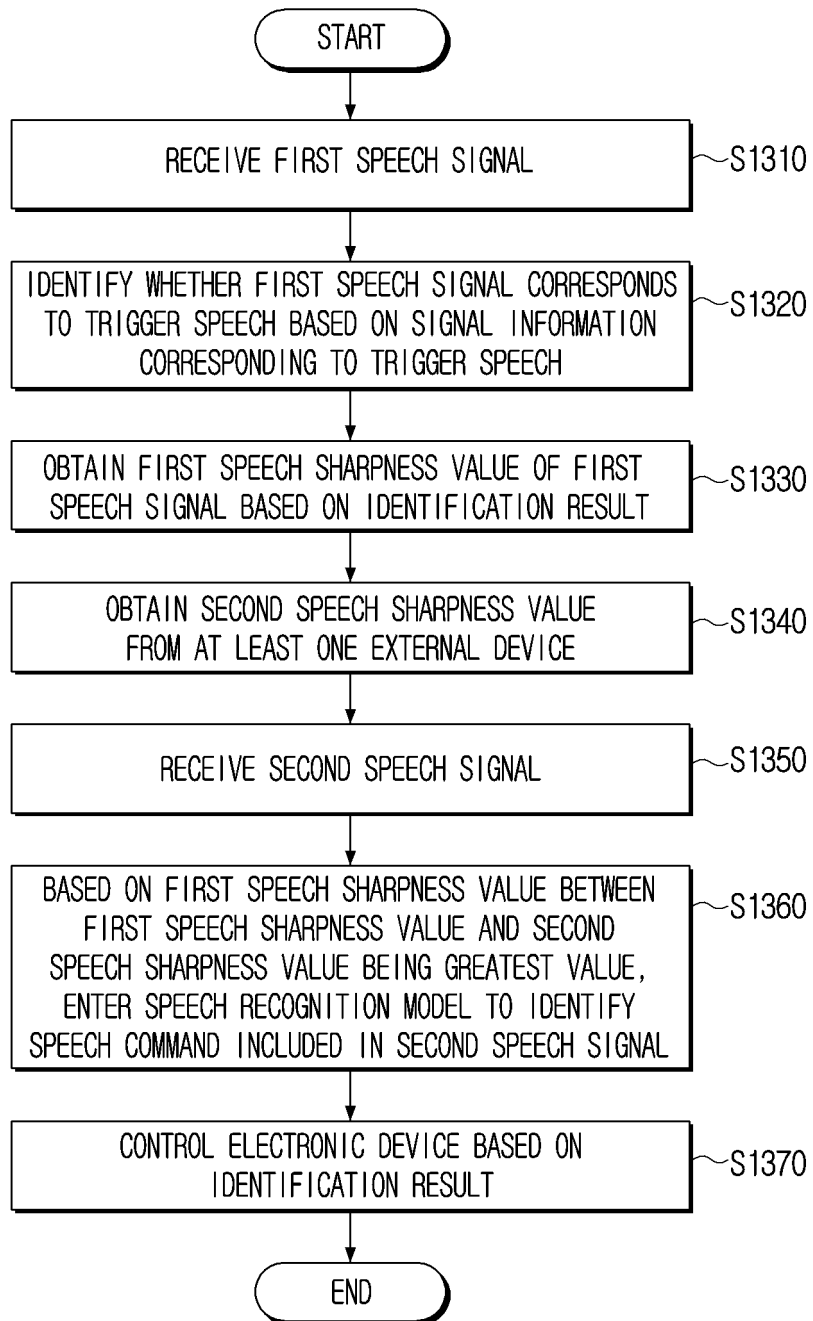 START
RECEIVE FIRST SPEECH SIGNAL
S1310
IDENTIFY WHETHER FIRST SPEECH SIGNAL CORRESPONDS
TO TRIGGER SPEECH BASED ON SIGNAL INFORMATION
CORRESPONDING TO TRIGGER SPEECH
S1320
OBTAIN FIRST SPEECH SHARPNESS VALUE OF FIRST
SPEECH SIGNAL BASED ON IDENTIFICATION RESULT
S1330
OBTAIN SECOND SPEECH SHARPNESS VALUE
FROM AT LEAST ONE EXTERNAL DEVICE
S1340
RECEIVE SECOND SPEECH SIGNAL
S1350
BASED ON FIRST SPEECH SHARPNESS VALUE BETWEEN
FIRST SPEECH SHARPNESS VALUE AND SECOND
SPEECH SHARPNESS VALUE BEING GREATEST VALUE,
ENTER SPEECH RECOGNITION MODEL TO IDENTIFY
SPEECH COMMAND INCLUDED IN SECOND SPEECH SIGNAL
S1360
CONTROL ELECTRONIC DEVICE BASED ON
IDENTIFICATION RESULT
S1370
END